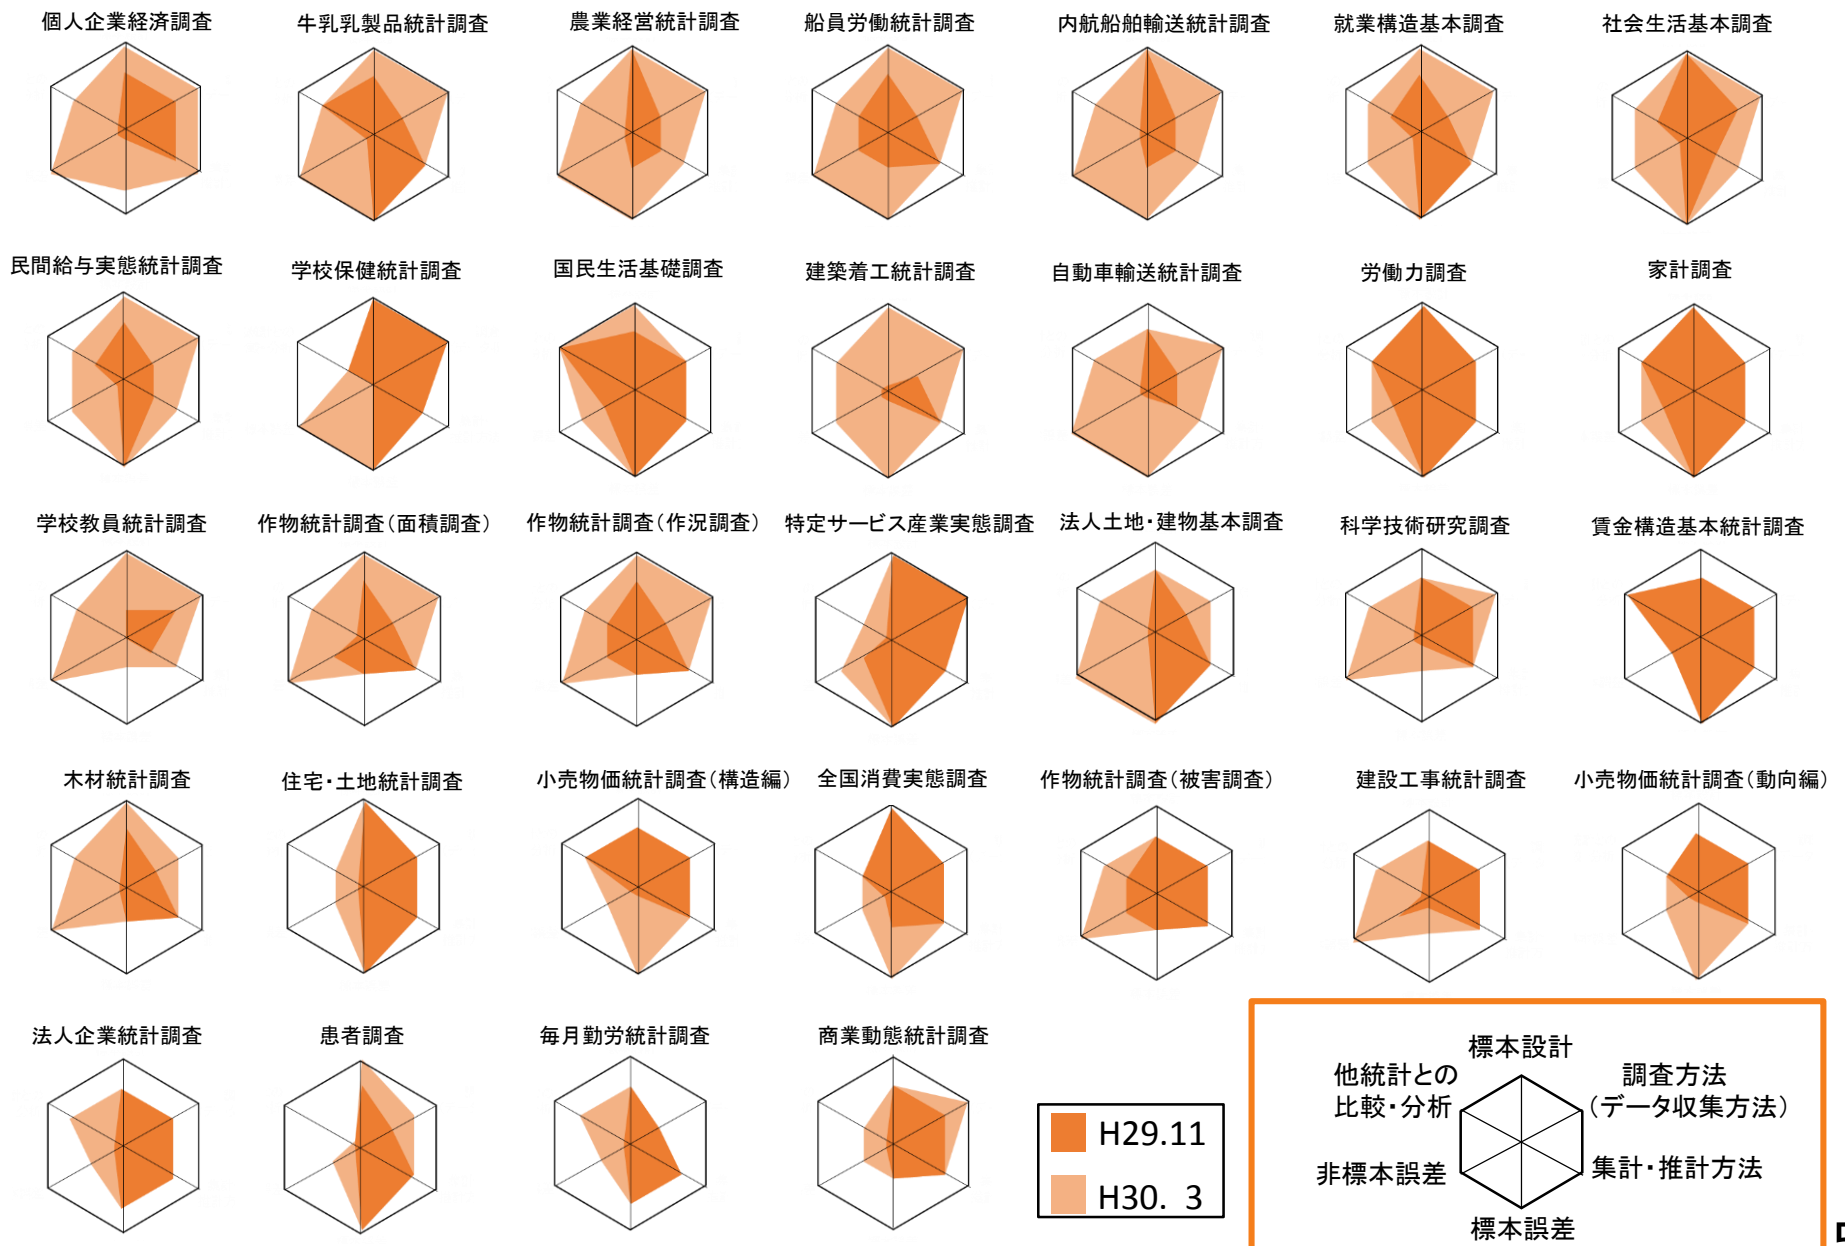 個人企業経済調査
牛乳乳製品統計調査
農業経営統計調査
船員労働統計調査
内航船舶輸送統計調査
就業構造基本調査
社会生活基本調査
民間給与実態統計調査
学校保健統計調査
国民生活基礎調査
建築着工統計調査
自動車輸送統計調査
労働力調査
家計調査
学校教員統計調査
作物統計調査(面積調査)
作物統計調査(作況調査)
特定サービス産業実態調査
法人土地・建物基本調査
科学技術研究調査
賃金構造基本統計調査
木材統計調査
住宅・土地統計調査
小売物価統計調査(構造編)
全国消費実態調査
作物統計調査(被害調査)
建設工事統計調査
小売物価統計調査(動向編)
法人企業統計調査
患者調査
毎月勤労統計調査
商業動態統計調査
H29.11
H30. 3
標本設計
他統計との
比較・分析
調査方法
(データ収集方法)
非標本誤差
集計・推計方法
標本誤差